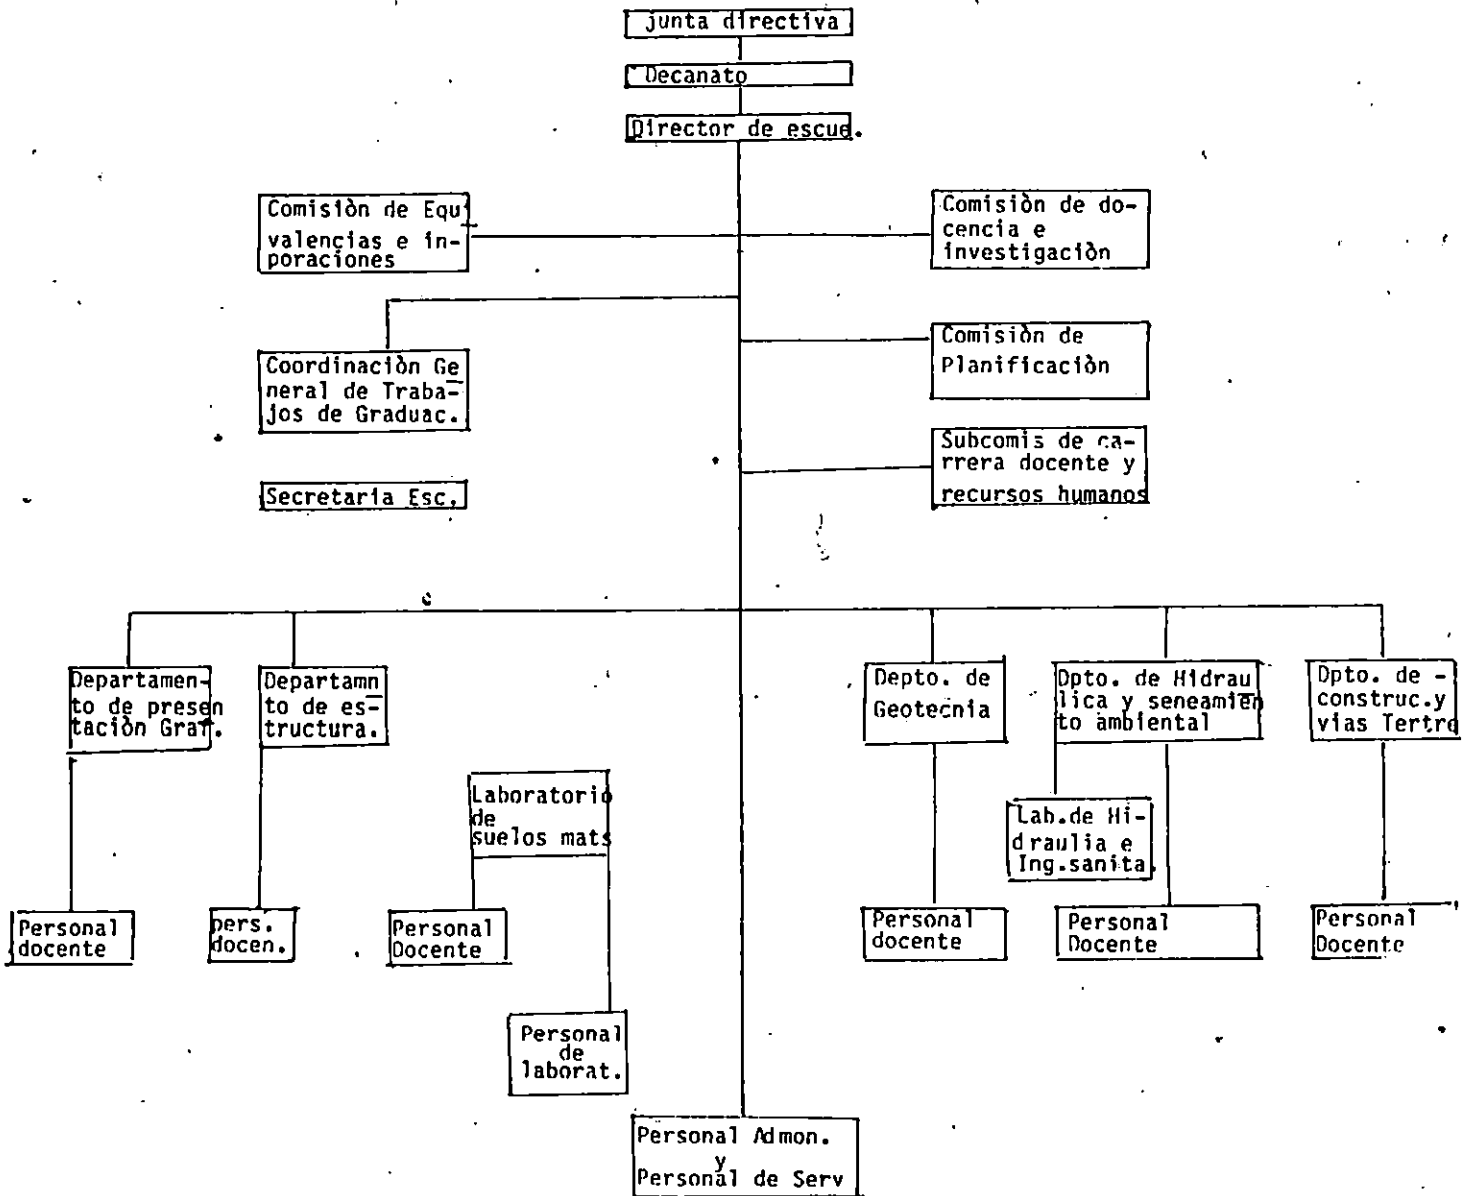 junta directiva
Decanato
Director de escue.
Comisiòn de Equi
valencias e in-
poraciones
Comisiòn de do-
cencia e
investigaciòn
Coordinaciòn Ge
neral de Traba-
jos de Graduac.
Comisiòn de
Planificaciòn
Subcomis de ca-
rrera docente y
recursos humanos
Secretaria Esc.
Departamen-
to de presen
taciòn Graf.
Departamn
to de es-
tructura.
Depto. de
Geotecnia
Dpto. de Hidrau
lica y seneamien
to ambiental
Dpto. de -
construc.y
vias Tertre
Laboratorio
de
suelos mats
Lab.de Hi-
draulia e
Ing.sanita.
Personal
docente
pers.
docen.
Personal
Docente
Personal
docente
Personal
Docente
Personal
Docente
Personal
de
laborat.
Personal Admon.
y
Personal de Serv